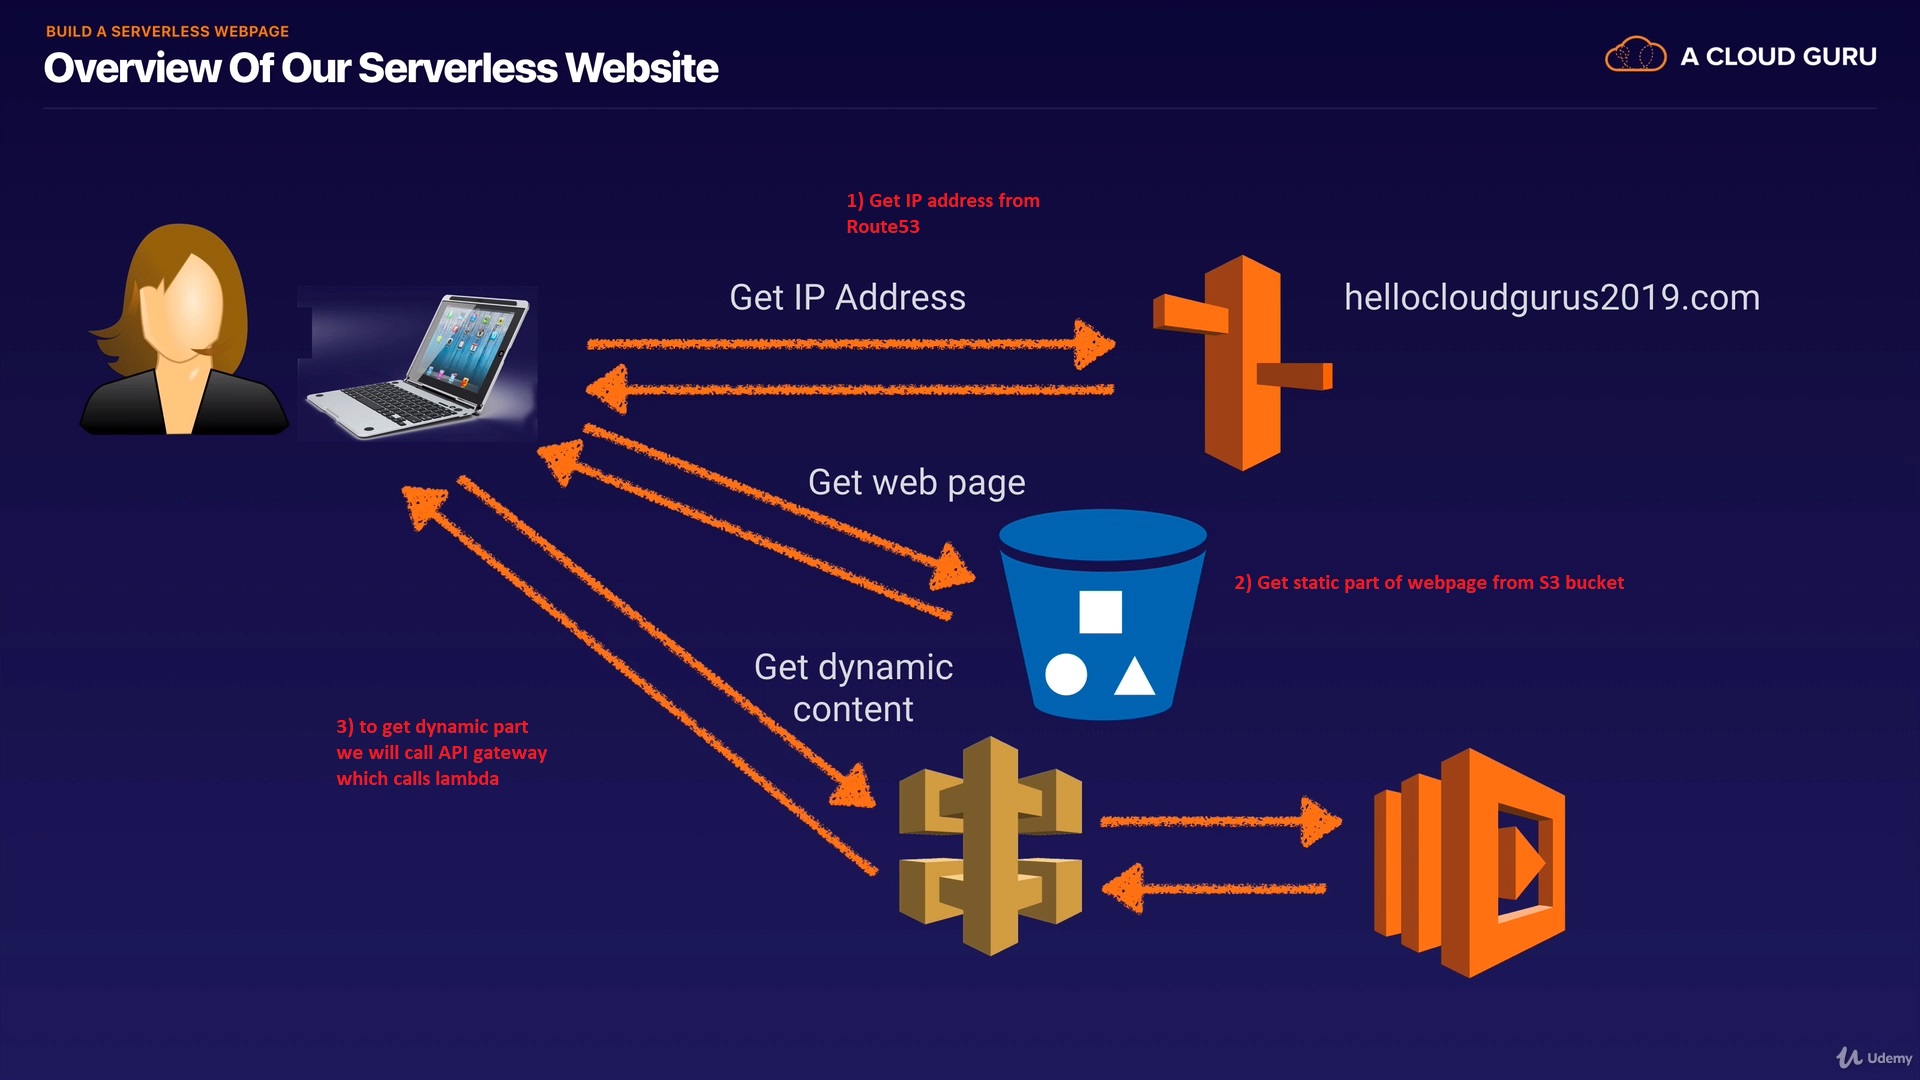 BUILD A SERVERLESS WEBPAGE
Overview Of Our Serverless Website
A CLOUD GURU
1) Get IP address from
Route53
Get IP Address
hellocloudgurus2019.com
Get web page
2) Get static part of webpage from S3 bucket
Get dynamic
content
3) to get dynamic part
we will call API gateway
which calls lambda
Udemy